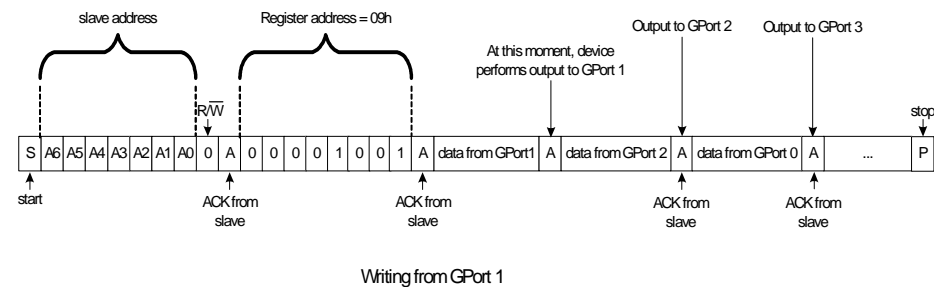 slave address
Register address = 09h
Output to GPort 2
Output to GPort 3
At this moment, device
performs output to GPort 1
R/W
stop
S A6 A5 A4 A3 A2 A1 A0 0 A 0 0 0 0 1 0 0 1 A data from GPort1 A data from GPort 2 A data from GPort 0 A ... P
start
ACK from
slave
ACK from
slave
ACK from
slave
ACK from
slave
Writing from GPort 1